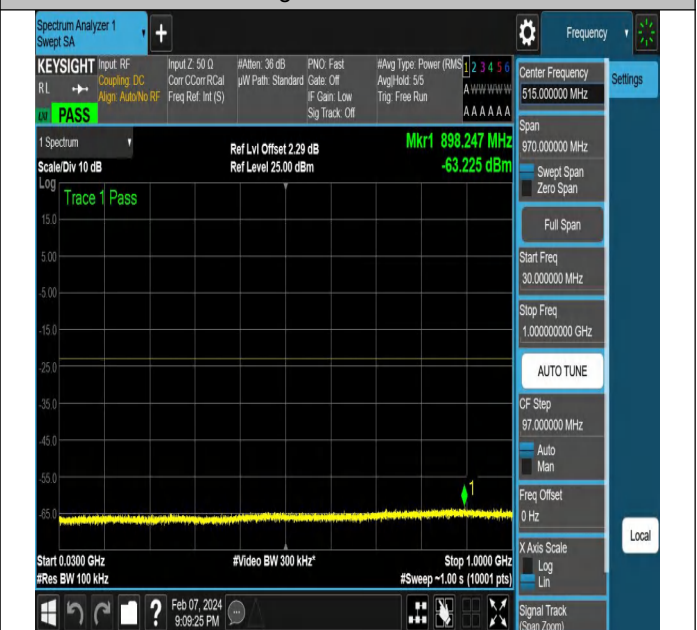 Spectrum Analyzer 1
Swept SA
+
Frequency
KEYSIGHT
Input: RF
Input Z: 50 Ω
#Atten: 36 dB
PNO: Fast
#Avg Type: Power (RMS
1 2 3 4 5 6
RL
Coupling: DC
Corr CCorr RCal
µW Path: Standard
Gate: Off
Avg|Hold: 5/5
A W W W W W
Align: Auto/No RF
Freq Ref: Int (S)
IF Gain: Low
Trig: Free Run
Sig Track: Off
A A A A A A
LXI
PASS
1 Spectrum
Ref Lvl Offset 2.29 dB
Mkr1 898.247 MHz
Scale/Div 10 dB
Ref Level 25.00 dBm
-63.225 dBm
Log
Trace 1 Pass
15.0
5.00
-5.00
-15.0
-25.0
-35.0
-45.0
-55.0
-65.0
1
Start 0.0300 GHz
#Video BW 300 kHz*
Stop 1.0000 GHz
#Res BW 100 kHz
#Sweep ~1.00 s (10001 pts)
?
Feb 07, 2024
9:09:25 PM
Settings
Center Frequency
515.000000 MHz
Span
970.000000 MHz
Swept Span
Zero Span
Full Span
Start Freq
30.000000 MHz
Stop Freq
1.000000000 GHz
AUTO TUNE
CF Step
97.000000 MHz
Auto
Man
Freq Offset
0 Hz
X Axis Scale
Log
Lin
Signal Track
(Span Zoom)
Local